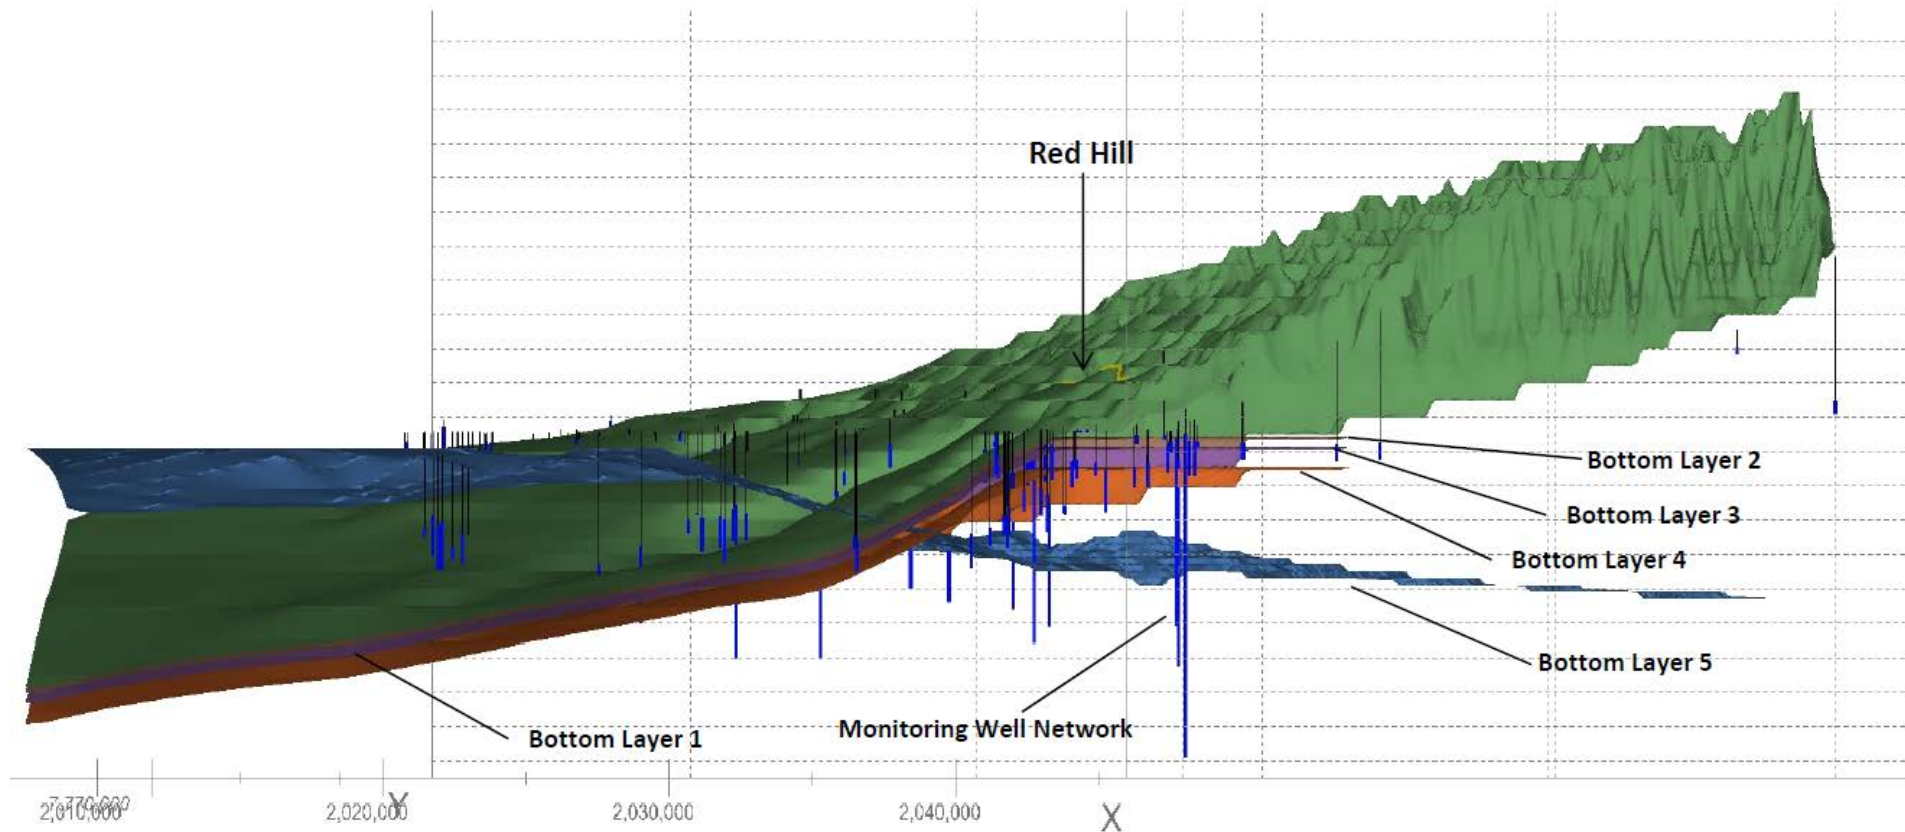 Red Hill
Bottom Layer 2
Bottom Layer 3
Bottom Layer 4
Bottom Layer 5
Monitoring Well Network
Bottom Layer 1
2,010,000
2,020,000
Y
2,030,000
2,040,000
X